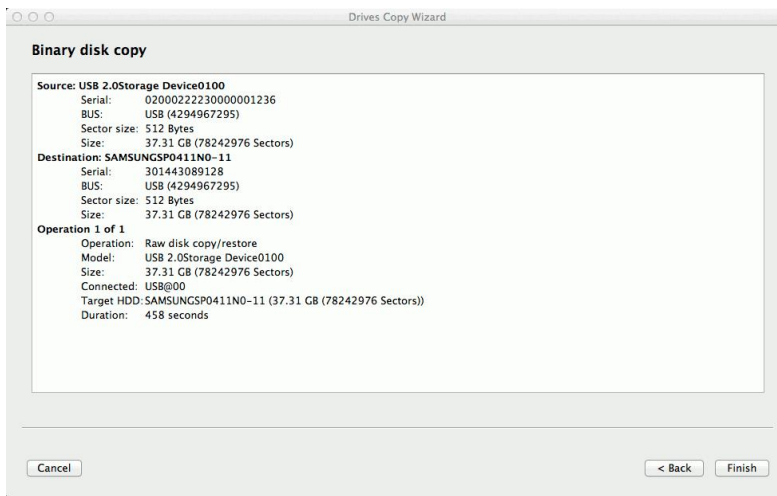 Drives Copy Wizard
Binary disk copy
Source: USB 2.0Storage Device0100
Serial: 02000222230000001236
BUS: USB (4294967295)
Sector size: 512 Bytes
Size: 37.31 GB (78242976 Sectors)
Destination: SAMSUNGSP0411N0-11
Serial: 301443089128
BUS: USB (4294967295)
Sector size: 512 Bytes
Size: 37.31 GB (78242976 Sectors)
Operation 1 of 1
Operation: Raw disk copy/restore
Model: USB 2.0Storage Device0100
Size: 37.31 GB (78242976 Sectors)
Connected: USB@00
Target HDD: SAMSUNGSP0411N0-11 (37.31 GB (78242976 Sectors))
Duration: 458 seconds
Cancel < Back Finish